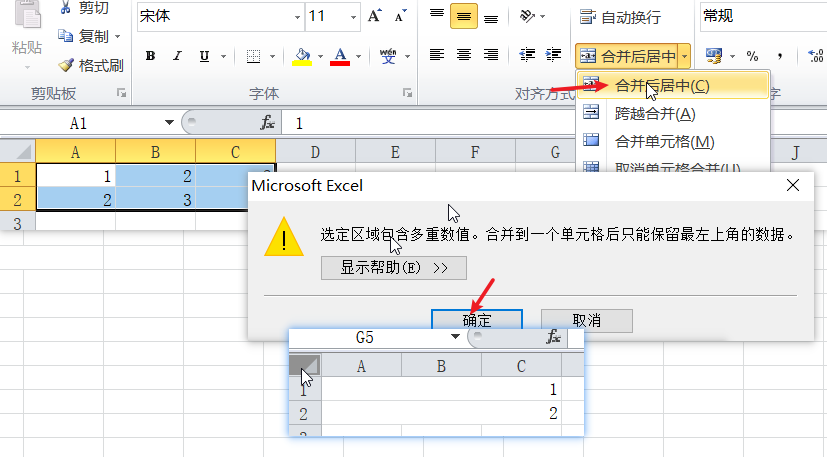 剪切
宋体
11
自动换行
常规
粘贴
复制
B I U
wén
合并后居中
%
格式刷
剪贴板
字体
对齐方式
字
合并后居中(C)
跨越合并(A)
合并单元格(M)
取消单元格合并(U)
A1
fx
1
A B C D E F G J
1 1 2
2 2 3
3
Microsoft Excel
选定区域包含多重数值。合并到一个单元格后只能保留最左上角的数据。
显示帮助(E) >>
确定
取消
G5
fx
A B C
1 1
2 2